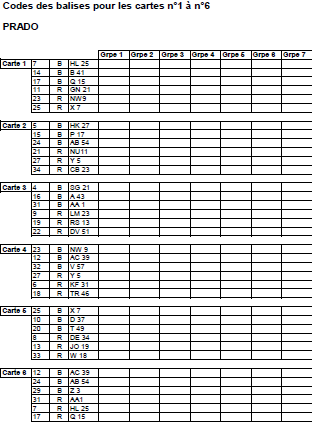 Codes des balises pour les cartes n°1 à n°6
PRADO
Grpe 1 Grpe 2 Grpe 3 Grpe 4 Grpe 5 Grpe 6 Grpe 7
Carte 1 7 B HL 25
14 B B 41
17 B Q 15
11 R GN 21
23 R NW9
25 R X 7
Carte 2 5 B HK 27
15 B P 17
24 B AB 54
21 R NU11
27 R Y 5
34 R CB 23
Carte 3 4 B SG 21
16 B A 43
31 B AA 1
9 R LM 23
19 R RS 13
22 R DV 51
Carte 4 23 B NW 9
12 B AC 39
32 B V 57
27 R Y 5
6 R KF 31
18 R TR 46
Carte 5 25 B X 7
10 B D 37
20 B T 49
8 R DE 34
13 R JO 19
33 R W 18
Carte 6 12 B AC 39
24 B AB 54
29 B Z 3
31 R AA1
7 R HL 25
17 R Q 15